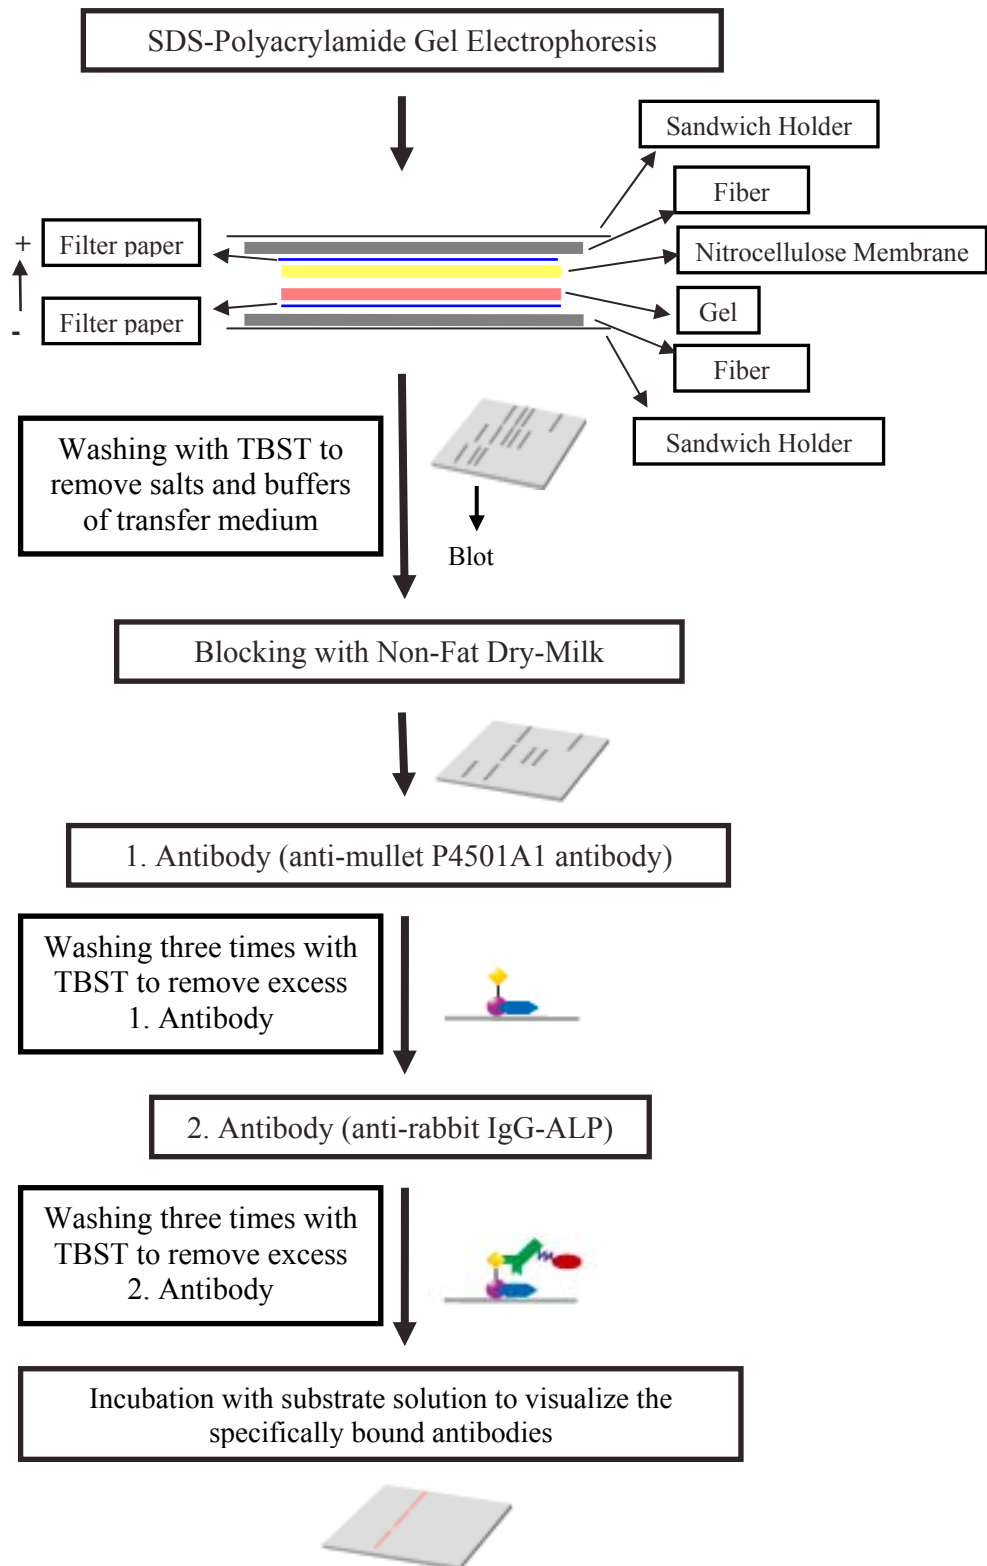 SDS-Polyacrylamide Gel Electrophoresis
Sandwich Holder
Fiber
+
Filter paper
Nitrocellulose Membrane
-
Filter paper
Gel
Fiber
Sandwich Holder
Washing with TBST to
remove salts and buffers
of transfer medium
Blot
Blocking with Non-Fat Dry-Milk
1. Antibody (anti-mullet P4501A1 antibody)
Washing three times with
TBST to remove excess
1. Antibody
2. Antibody (anti-rabbit IgG-ALP)
Washing three times with
TBST to remove excess
2. Antibody
Incubation with substrate solution to visualize the
specifically bound antibodies